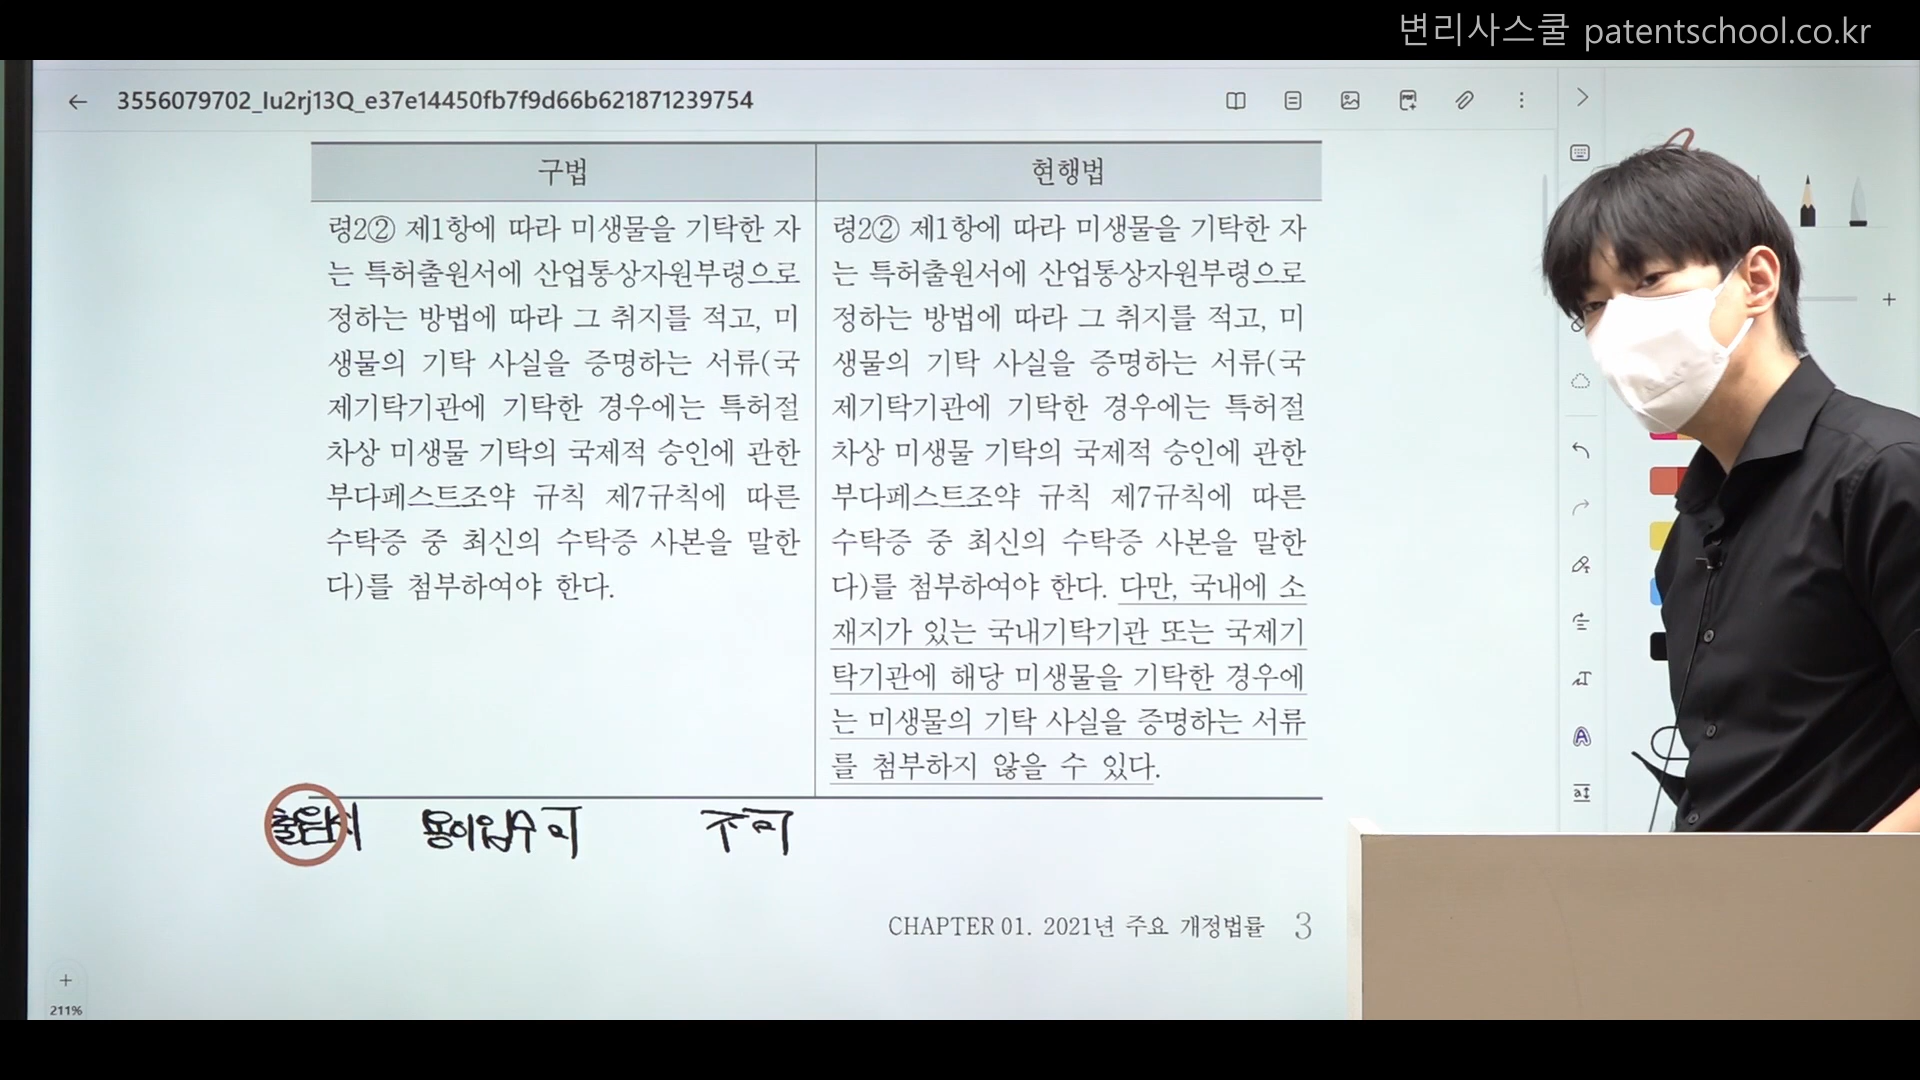 변리사스쿨 patentschool.co.kr
3556079702_lu2rj13Q_e37e14450fb7f9d66b621871239754
구법
령2② 제1항에 따라 미생물을 기탁한 자
는 특허출원서에 산업통상자원부령으로
정하는 방법에 따라 그 취지를 적고, 미
생물의 기탁 사실을 증명하는 서류(국
제기탁기관에 기탁한 경우에는 특허절
차상 미생물 기탁의 국제적 승인에 관한
부다페스트조약 규칙 제7규칙에 따른
수탁증 중 최신의 수탁증 사본을 말한
다)를 첨부하여야 한다.
현행법
령2② 제1항에 따라 미생물을 기탁한 자
는 특허출원서에 산업통상자원부령으로
정하는 방법에 따라 그 취지를 적고, 미
생물의 기탁 사실을 증명하는 서류(국
제기탁기관에 기탁한 경우에는 특허절
차상 미생물 기탁의 국제적 승인에 관한
부다페스트조약 규칙 제7규칙에 따른
수탁증 중 최신의 수탁증 사본을 말한
다)를 첨부하여야 한다. 다만, 국내에 소
재지가 있는 국내기탁기관 또는 국제기
탁기관에 해당 미생물을 기탁한 경우에
는 미생물의 기탁 사실을 증명하는 서류
를 첨부하지 않을 수 있다.
출원시 용이입수 여
CHAPTER 01. 2021년 주요 개정법률 3
211%